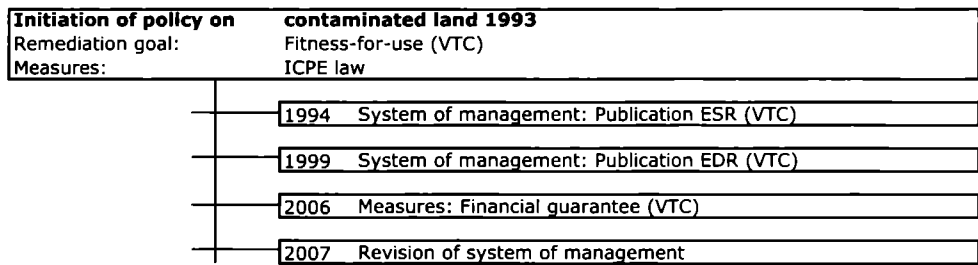 Initiation of policy on contaminated land 1993
Remediation goal: Fitness-for-use (VTC)
Measures: ICPE law
1994 System of management: Publication ESR (VTC)
1999 System of management: Publication EDR (VTC)
2006 Measures: Financial guarantee (VTC)
2007 Revision of system of management